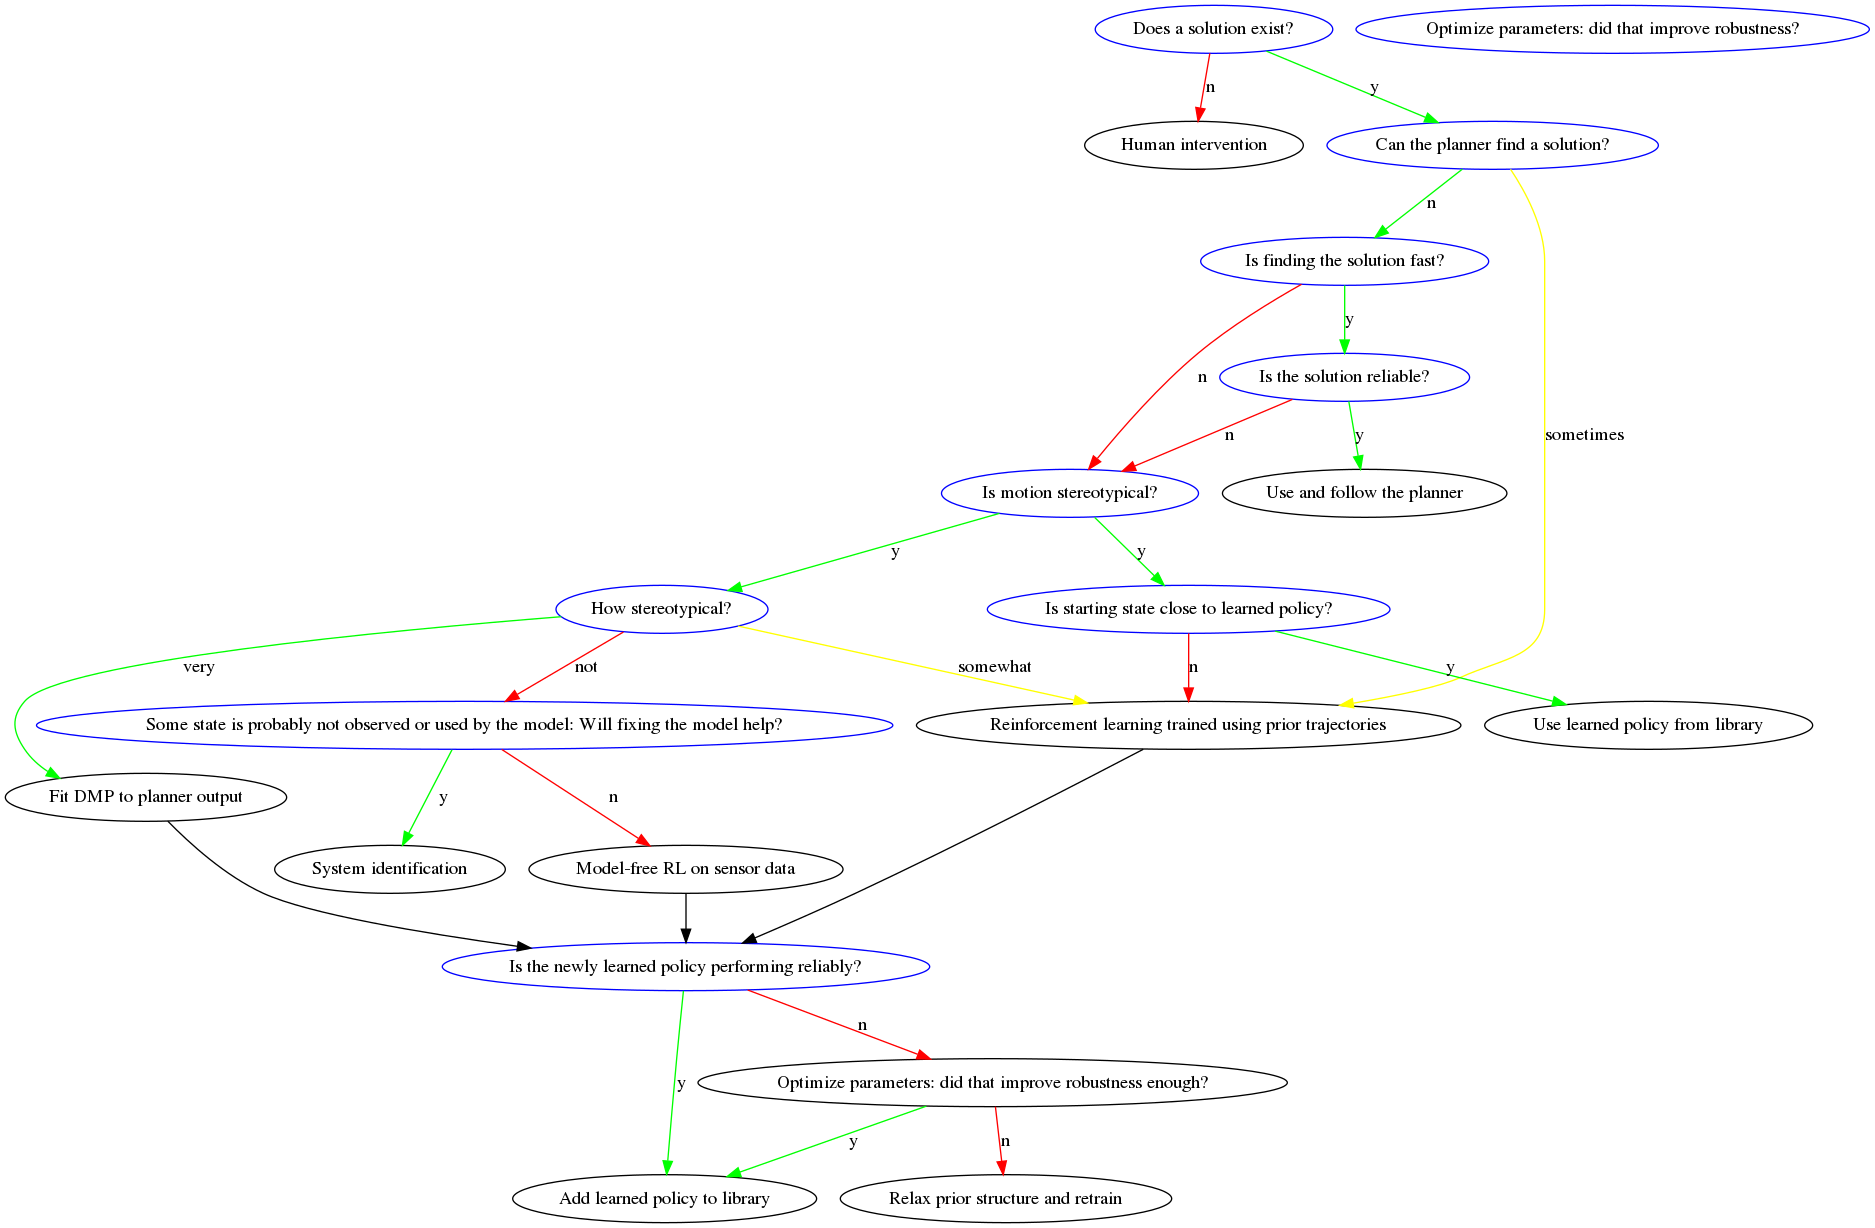 Does a solution exist?
Optimize parameters: did that improve robustness?
n
y
Human intervention
Can the planner find a solution?
n
Is finding the solution fast?
y
n
Is the solution reliable?
n
y
sometimes
Is motion stereotypical?
Use and follow the planner
y
y
How stereotypical?
Is starting state close to learned policy?
very
not
somewhat
n
y
Some state is probably not observed or used by the model: Will fixing the model help?
Reinforcement learning trained using prior trajectories
Use learned policy from library
Fit DMP to planner output
y
n
System identification
Model-free RL on sensor data
Is the newly learned policy performing reliably?
n
y
Optimize parameters: did that improve robustness enough?
y
n
Add learned policy to library
Relax prior structure and retrain